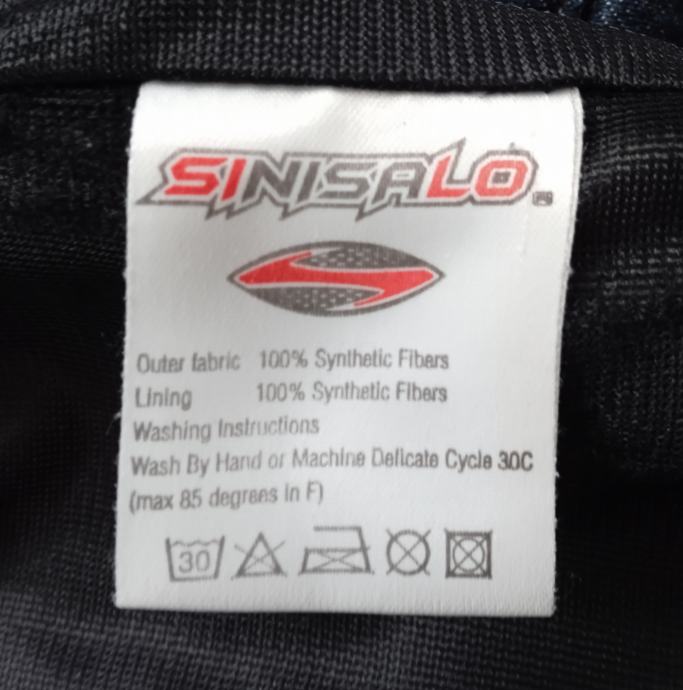 SINISALO
Outer fabric 100% Synthetic Fibers
Lining 100% Synthetic Fibers
Washing Instructions
Wash By Hand or Machine Delicate Cycle 30C
(max 85 degrees in F)
30